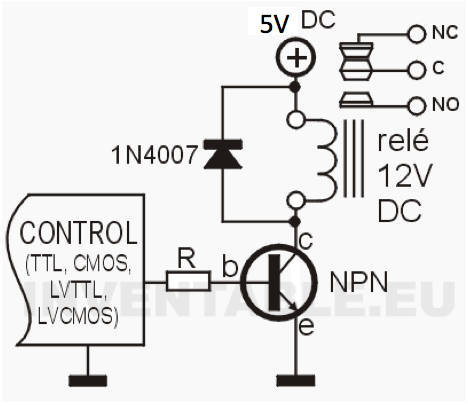 5V DC
NC
C
NO
1N4007
relé
12V
DC
CONTROL
(TTL, CMOS,
LVTTL,
LVCMOS)
R
b
c
e
NPN
INVENTABLE.EU